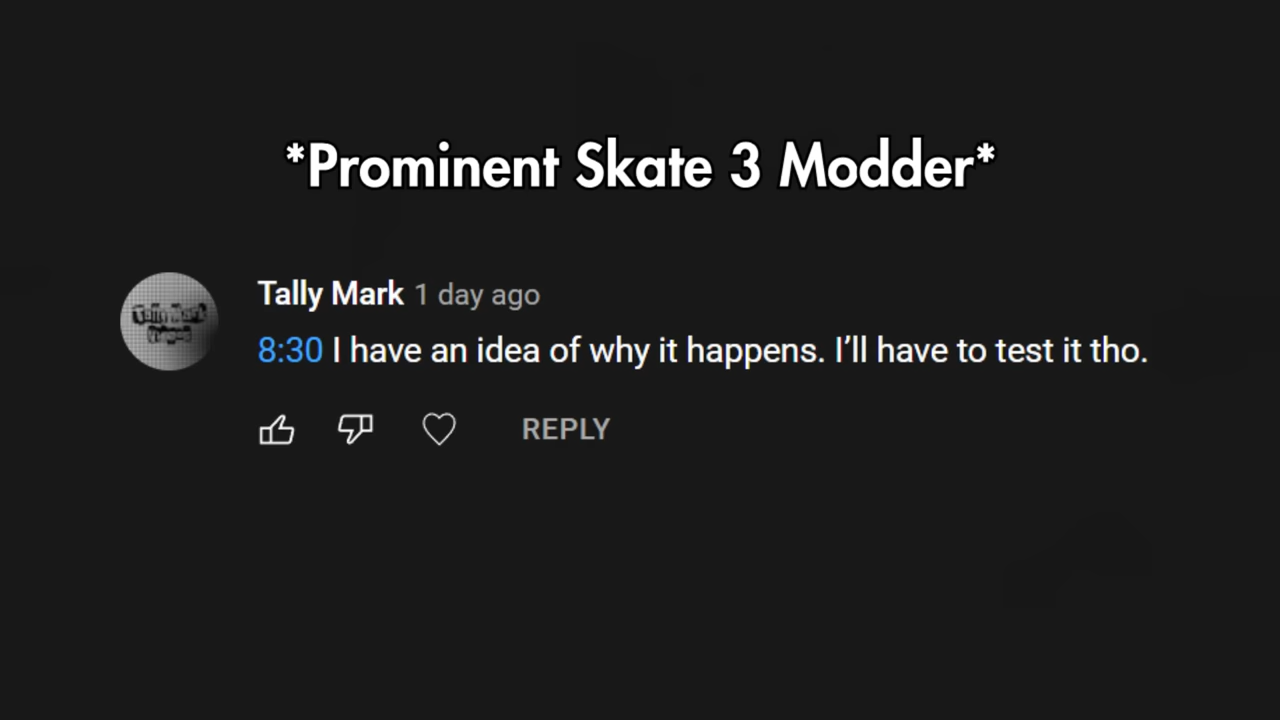 *Prominent Skate 3 Modder*
Tally Mark 1 day ago
8:30 I have an idea of why it happens. I’ll have to test it tho.
REPLY